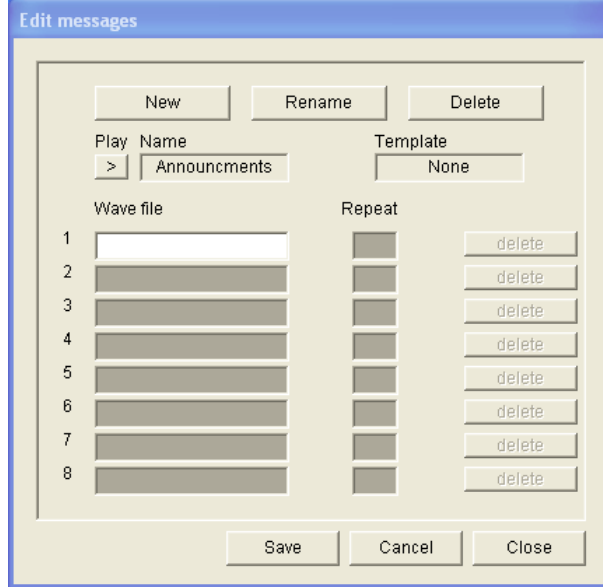 Edit messages
New Rename Delete
Play Name Template
> Announcments None
Wave file Repeat
1 delete
2 delete
3 delete
4 delete
5 delete
6 delete
7 delete
8 delete
Save Cancel Close